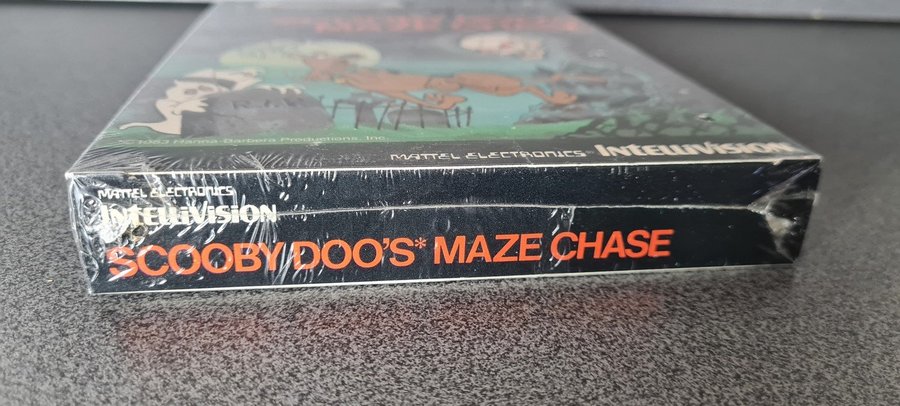 © 1983 Hanna-Barbera Productions, Inc.
MATTEL ELECTRONICS® INTELLIVISION
MATTEL ELECTRONICS
INTELLIVISION
SCOOBY DOO'S* MAZE CHASE